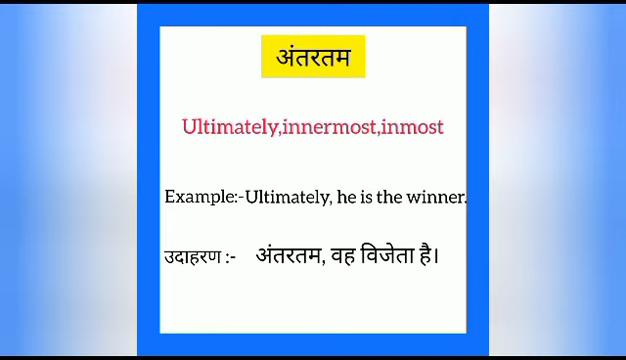 अंतरतम
Ultimately,innermost,inmost
Example:-Ultimately, he is the winner.
उदाहरण :- अंतरतम, वह विजेता है।